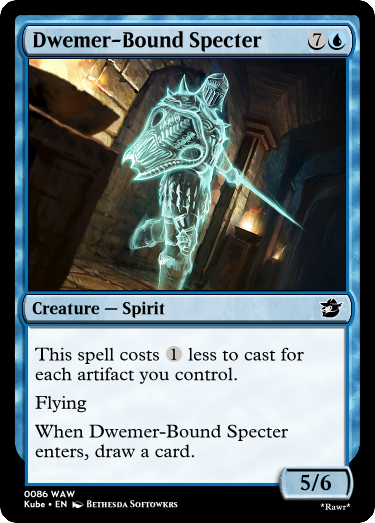 Dwemer-Bound Specter 7
Creature — Spirit
This spell costs 1 less to cast for
each artifact you control.
Flying
When Dwemer-Bound Specter
enters, draw a card.
5/6
0086 WAW
Kube • EN Bethesda Softowkrs
*Rawr*